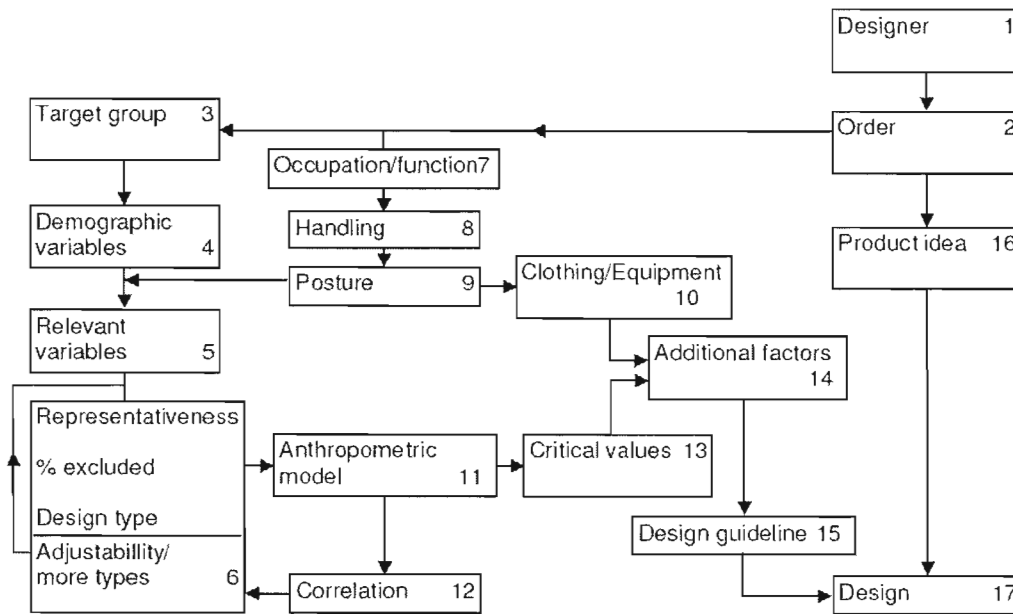 Designer 1
Target group 3
Order 2
Occupation/function7
Demographic
variables 4
Handling 8
Product idea 16
Posture 9
Clothing/Equipment
10
Relevant
variables 5
Additional factors
14
Representativeness
% excluded
Design type
Adjustabillity/
more types 6
Anthropometric
model 11
Critical values 13
Design guideline 15
Correlation 12
Design 17